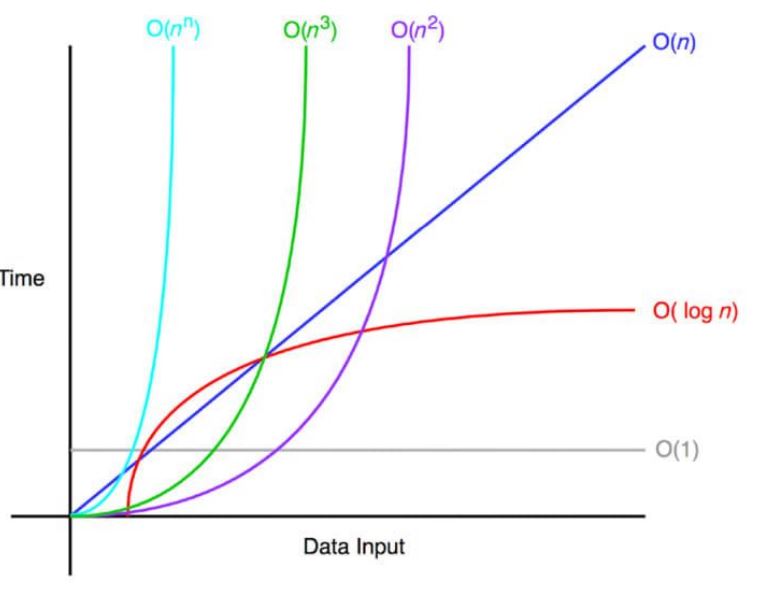 O(nⁿ)
O(n³)
O(n²)
O(n)
Time
O( log n)
O(1)
Data Input